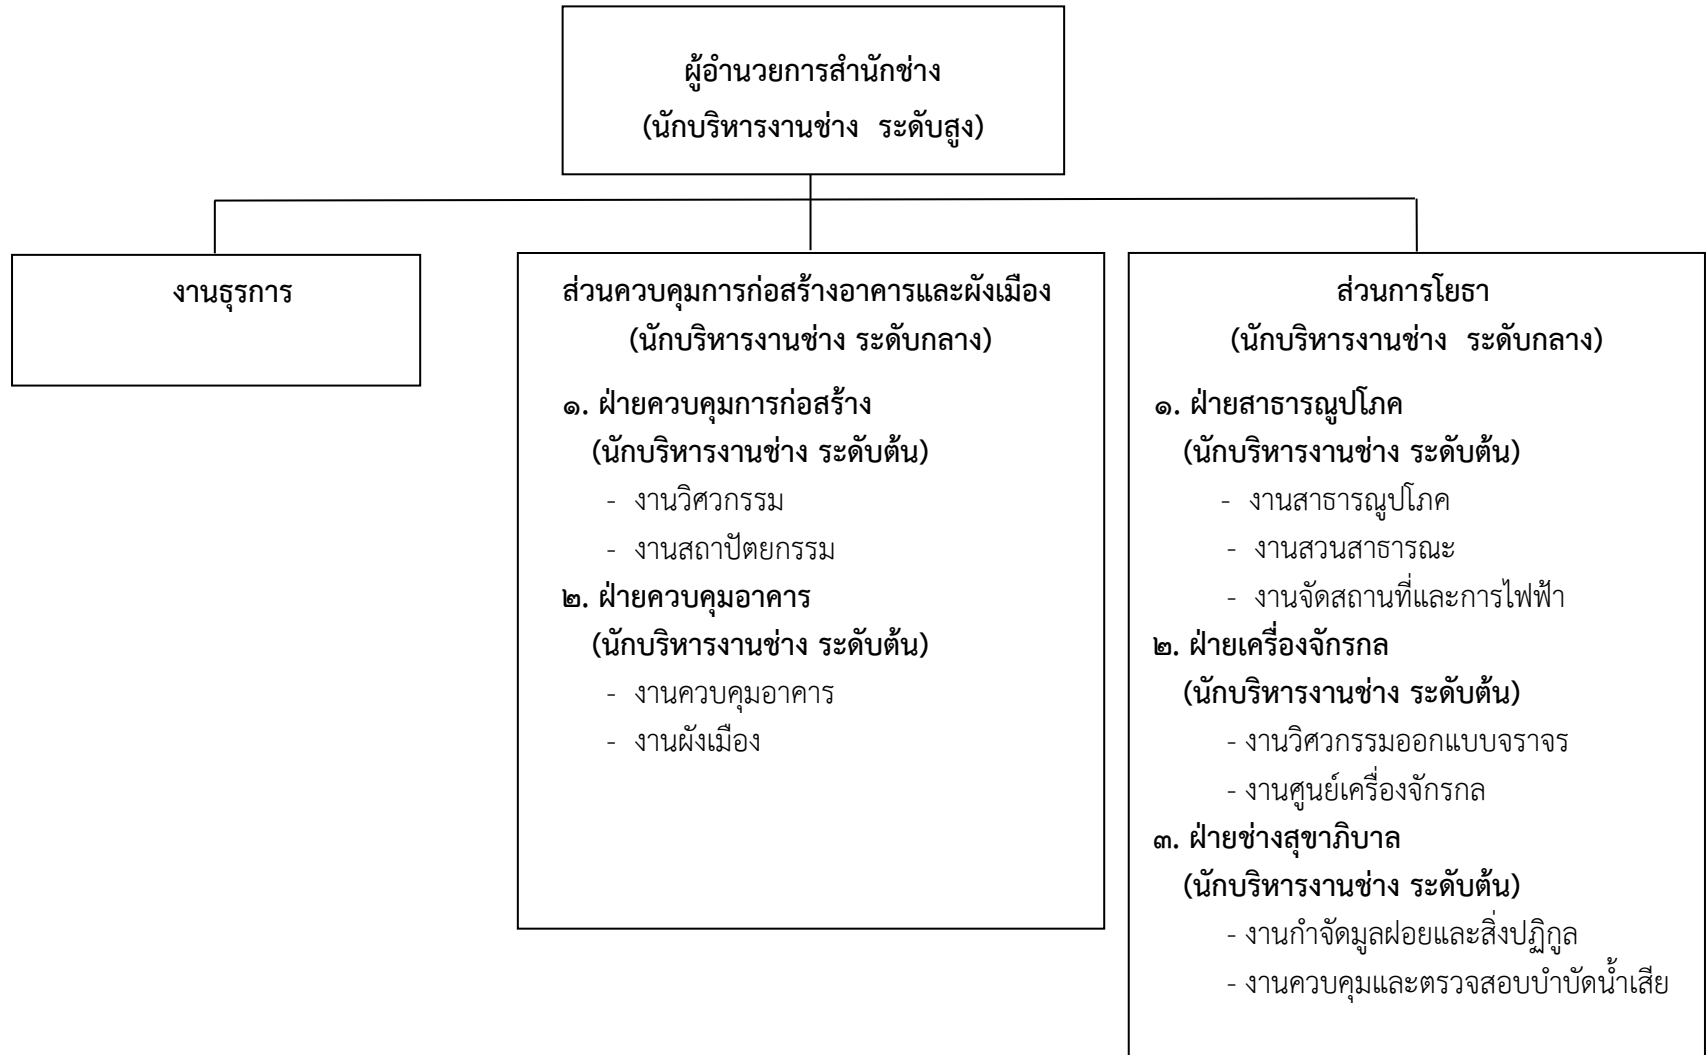 ผู้อำนวยการสำนักช่าง
(นักบริหารงานช่าง  ระดับสูง)
งานธุรการ
ส่วนควบคุมการก่อสร้างอาคารและผังเมือง
(นักบริหารงานช่าง ระดับกลาง)
๑. ฝ่ายควบคุมการก่อสร้าง
(นักบริหารงานช่าง ระดับต้น)
- งานวิศวกรรม
- งานสถาปัตยกรรม
๒. ฝ่ายควบคุมอาคาร
(นักบริหารงานช่าง ระดับต้น)
- งานควบคุมอาคาร
- งานผังเมือง
ส่วนการโยธา
(นักบริหารงานช่าง  ระดับกลาง)
๑. ฝ่ายสาธารณูปโภค
(นักบริหารงานช่าง ระดับต้น)
- งานสาธารณูปโภค
- งานสวนสาธารณะ
- งานจัดสถานที่และการไฟฟ้า
๒. ฝ่ายเครื่องจักรกล
(นักบริหารงานช่าง ระดับต้น)
- งานวิศวกรรมออกแบบจราจร
- งานศูนย์เครื่องจักรกล
๓. ฝ่ายช่างสุขาภิบาล
(นักบริหารงานช่าง ระดับต้น)
- งานกำจัดมูลฝอยและสิ่งปฏิกูล
- งานควบคุมและตรวจสอบบำบัดน้ำเสีย